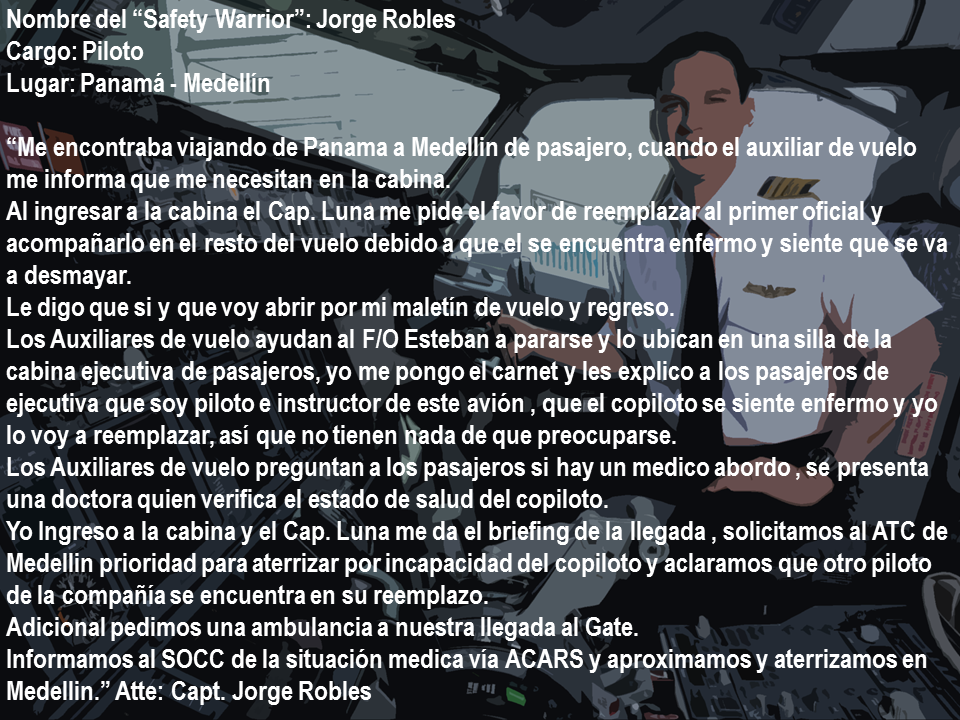 Nombre del “Safety Warrior”: Jorge Robles
Cargo: Piloto
Lugar: Panamá - Medellín
“Me encontraba viajando de Panama a Medellin de pasajero, cuando el auxiliar de vuelo
me informa que me necesitan en la cabina.
Al ingresar a la cabina el Cap. Luna me pide el favor de reemplazar al primer oficial y
acompañarlo en el resto del vuelo debido a que el se encuentra enfermo y siente que se va
a desmayar.
Le digo que si y que voy abrir por mi maletín de vuelo y regreso.
Los Auxiliares de vuelo ayudan al F/O Esteban a pararse y lo ubican en una silla de la
cabina ejecutiva de pasajeros, yo me pongo el carnet y les explico a los pasajeros de
ejecutiva que soy piloto e instructor de este avión , que el copiloto se siente enfermo y yo
lo voy a reemplazar, así que no tienen nada de que preocuparse.
Los Auxiliares de vuelo preguntan a los pasajeros si hay un medico abordo , se presenta
una doctora quien verifica el estado de salud del copiloto.
Yo Ingreso a la cabina y el Cap. Luna me da el briefing de la llegada , solicitamos al ATC de
Medellin prioridad para aterrizar por incapacidad del copiloto y aclaramos que otro piloto
de la compañía se encuentra en su reemplazo.
Adicional pedimos una ambulancia a nuestra llegada al Gate.
Informamos al SOCC de la situación medica vía ACARS y aproximamos y aterrizamos en
Medellin.” Atte: Capt. Jorge Robles